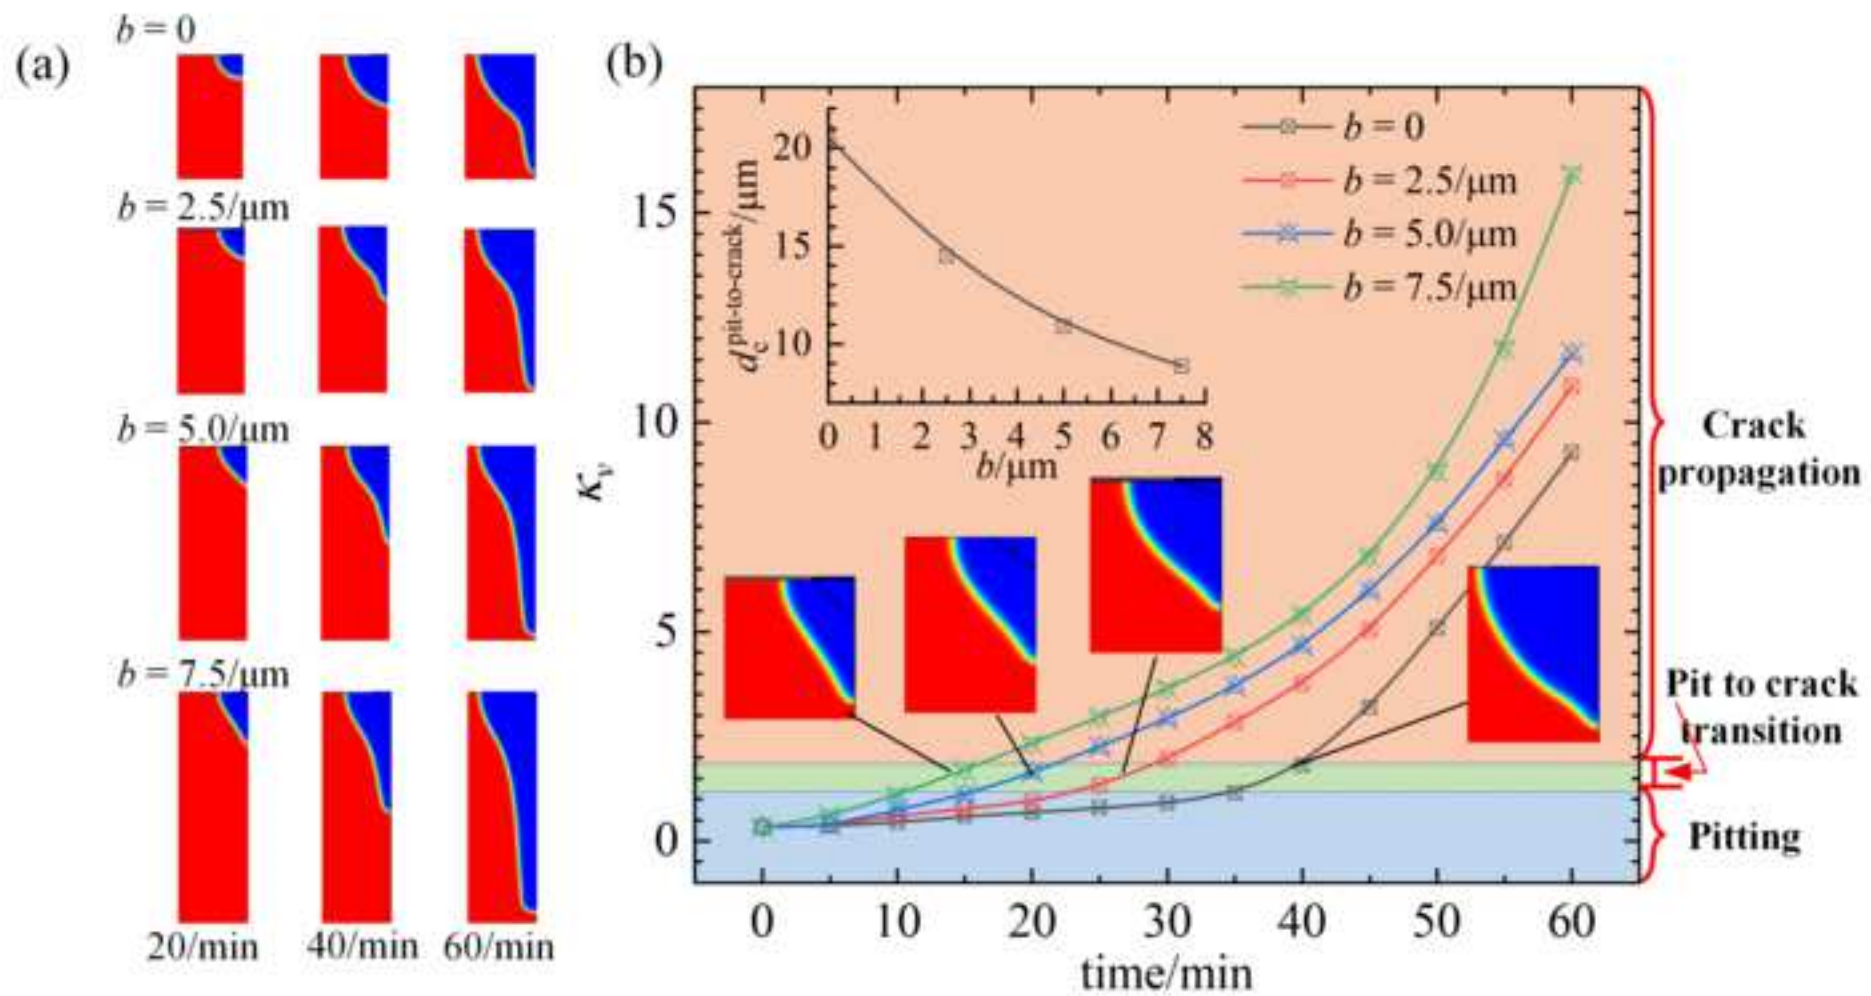 (a)
b = 0
b = 2.5/μm
b = 5.0/μm
b = 7.5/μm
20/min 40/min 60/min
(b)
κᵥ
15
10
5
0
0 10 20 30 40 50 60
time/min
d_c^pit-to-crack/μm
20
15
10
0 1 2 3 4 5 6 7 8
b/μm
b = 0
b = 2.5/μm
b = 5.0/μm
b = 7.5/μm
Crack
propagation
Pit to crack
transition
Pitting